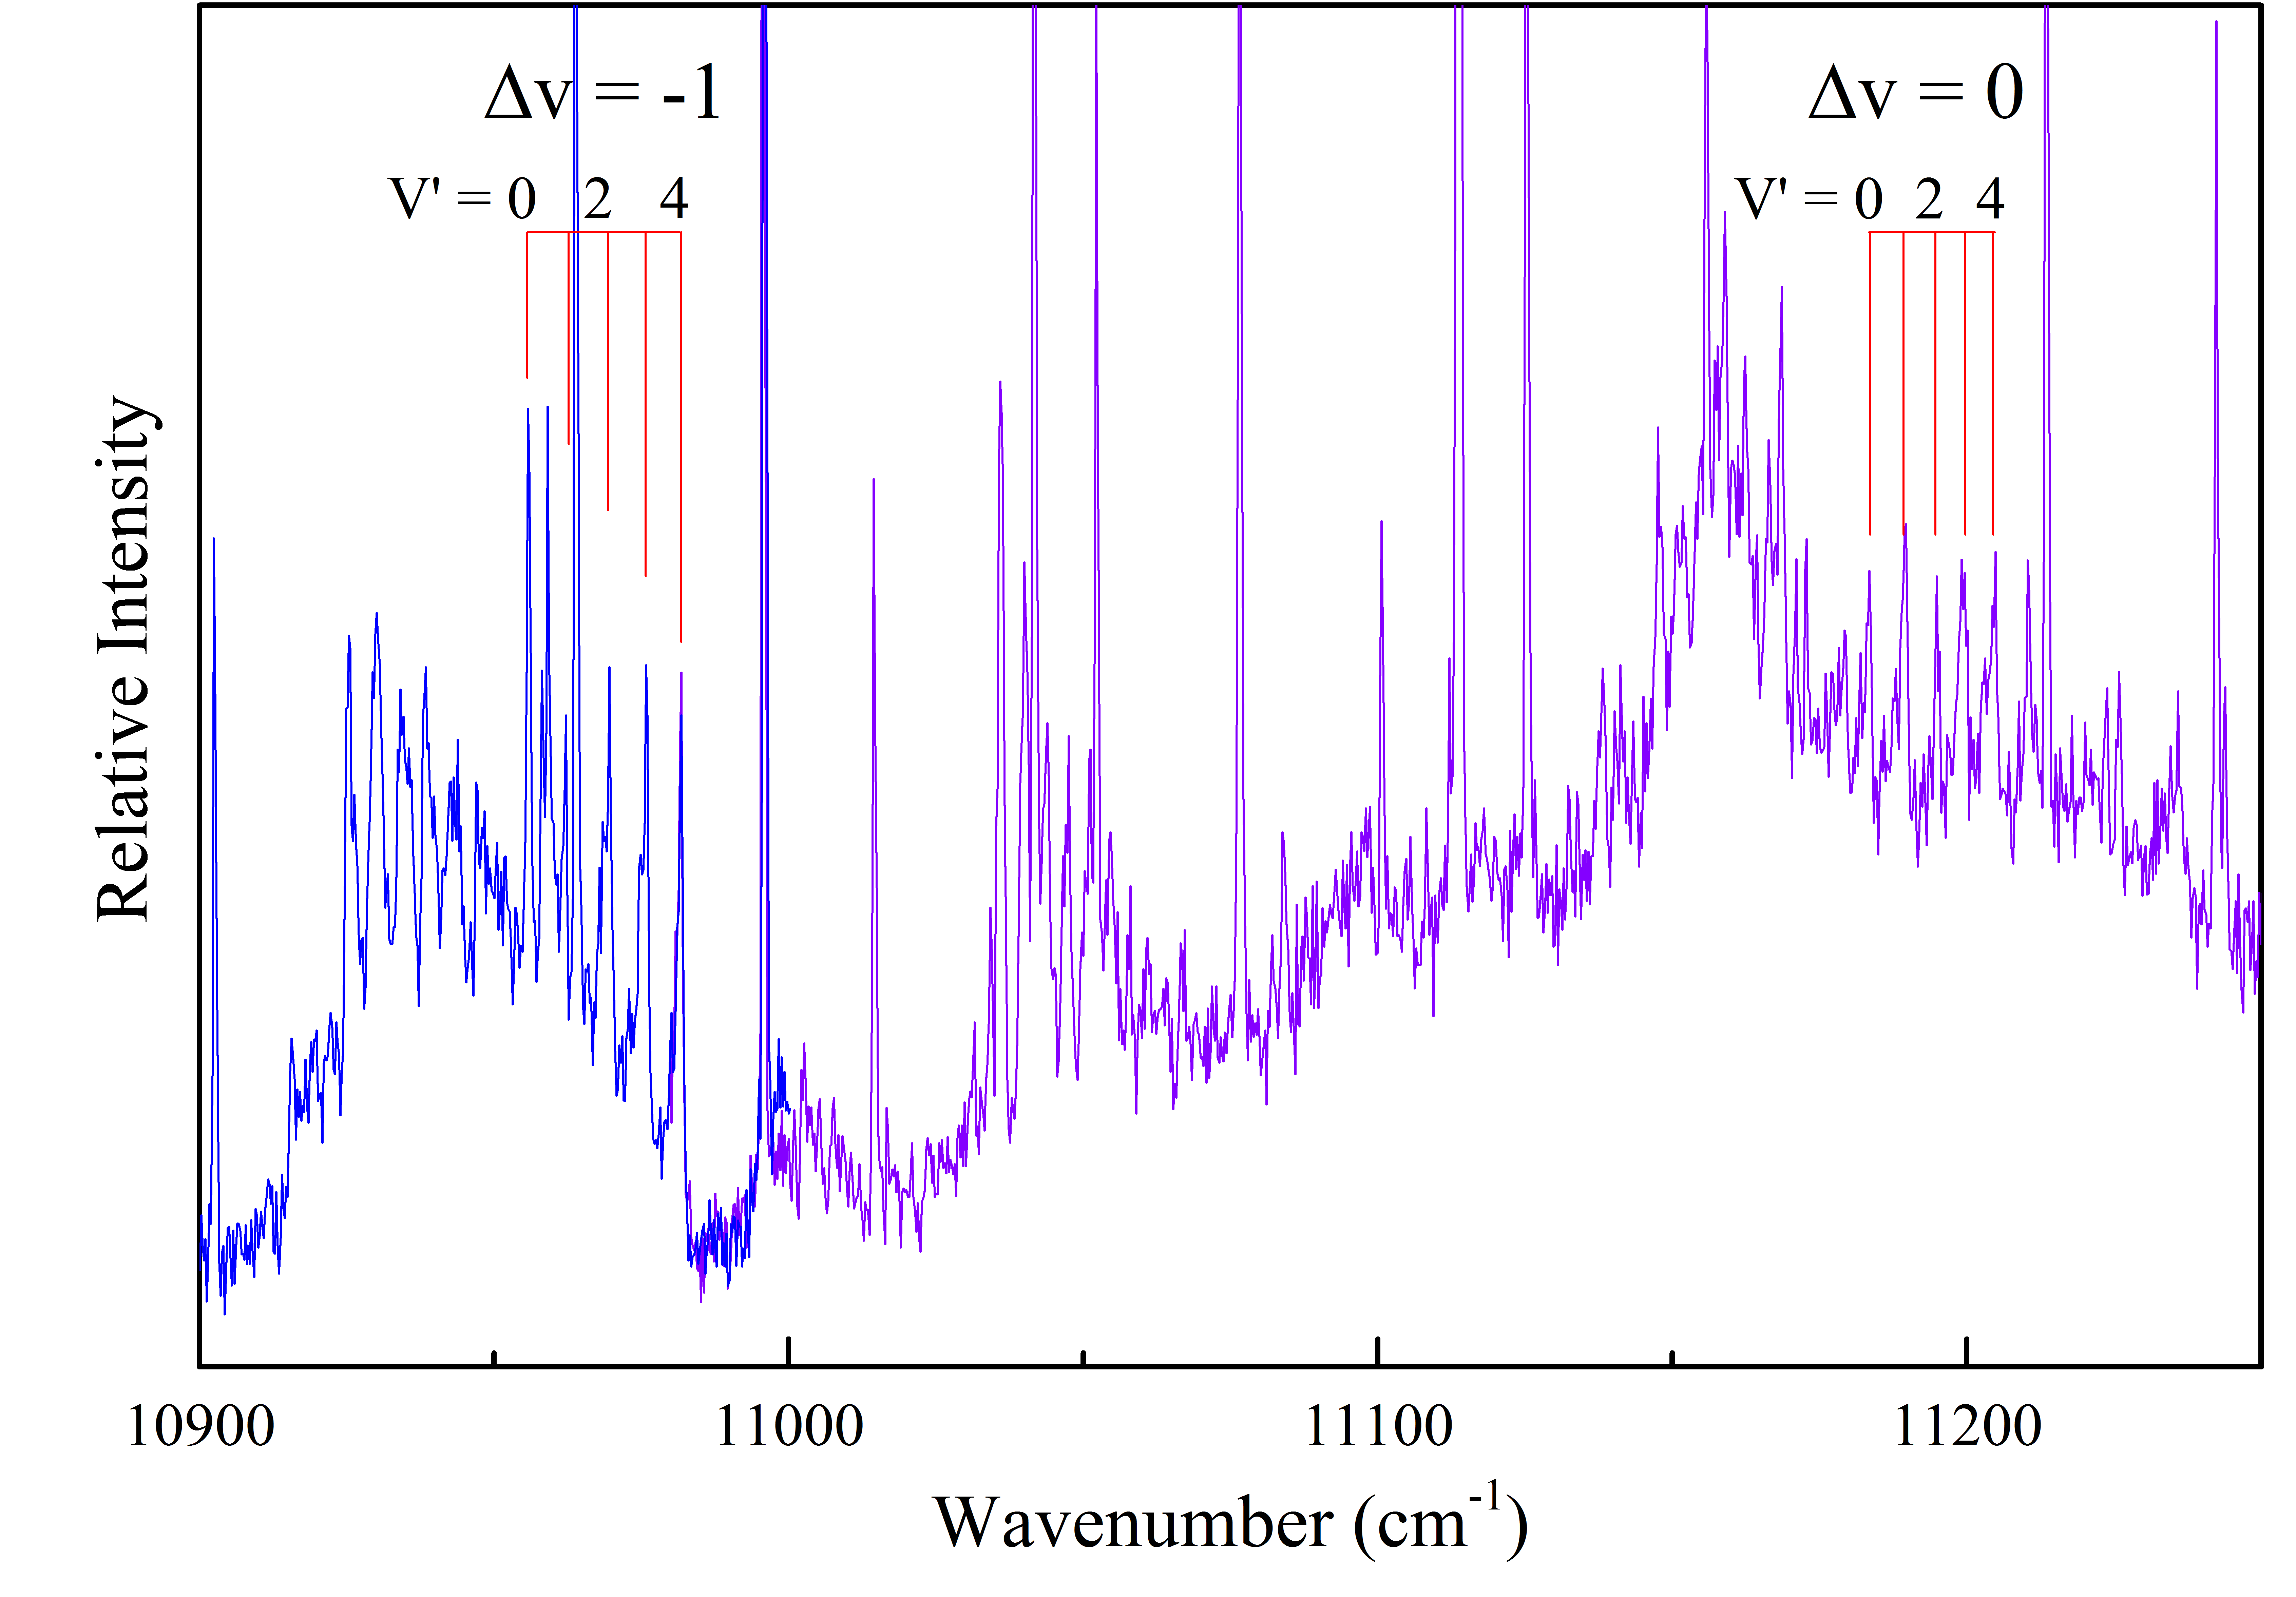 Δv = -1
Δv = 0
V' = 0 2 4
V' = 0 2 4
Relative Intensity
10900
11000
11100
11200
Wavenumber (cm⁻¹)